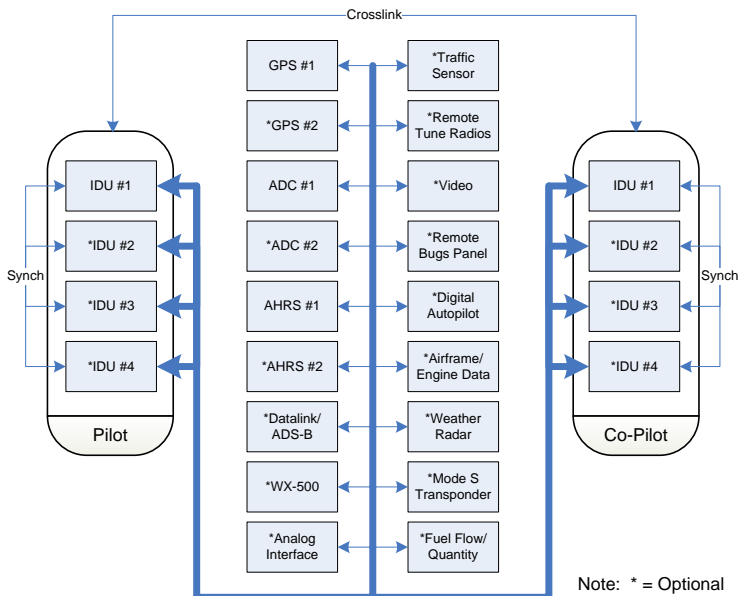 Crosslink
GPS #1
*Traffic
Sensor
*GPS #2
*Remote
Tune Radios
IDU #1
ADC #1
*Video
IDU #1
*IDU #2
*ADC #2
*Remote
Bugs Panel
*IDU #2
Synch
Synch
*IDU #3
AHRS #1
*Digital
Autopilot
*IDU #3
*IDU #4
*AHRS #2
*Airframe/
Engine Data
*IDU #4
Pilot
*Datalink/
ADS-B
*Weather
Radar
Co-Pilot
*WX-500
*Mode S
Transponder
*Analog
Interface
*Fuel Flow/
Quantity
Note: * = Optional